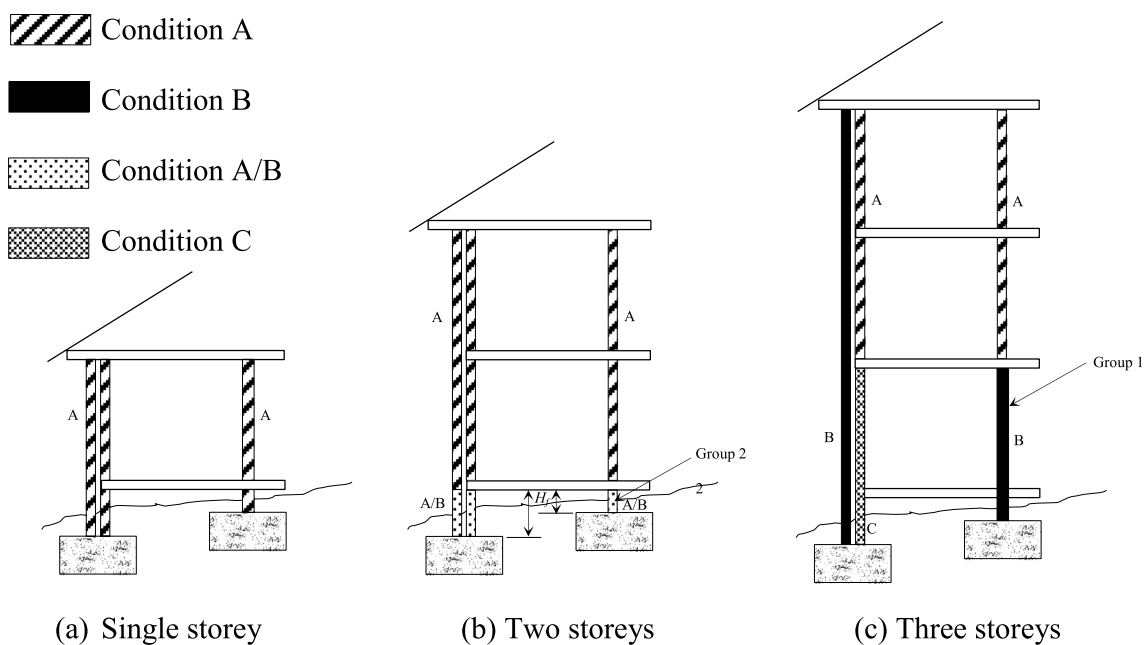 Condition A
Condition B
Condition A/B
Condition C
A
A
A
A
Group 2
2
A/B
H
A/B
A
A
Group 1
B
B
C
(a) Single storey
(b) Two storeys
(c) Three storeys